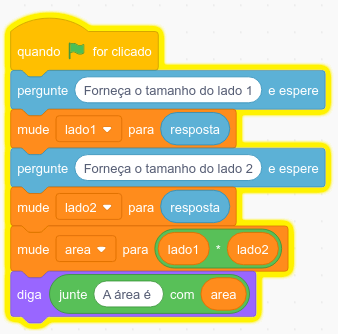 quando for clicado
pergunte Forneça o tamanho do lado 1 e espere
mude lado1 para resposta
pergunte Forneça o tamanho do lado 2 e espere
mude lado2 para resposta
mude area para lado1 * lado2
diga junte A área é com area